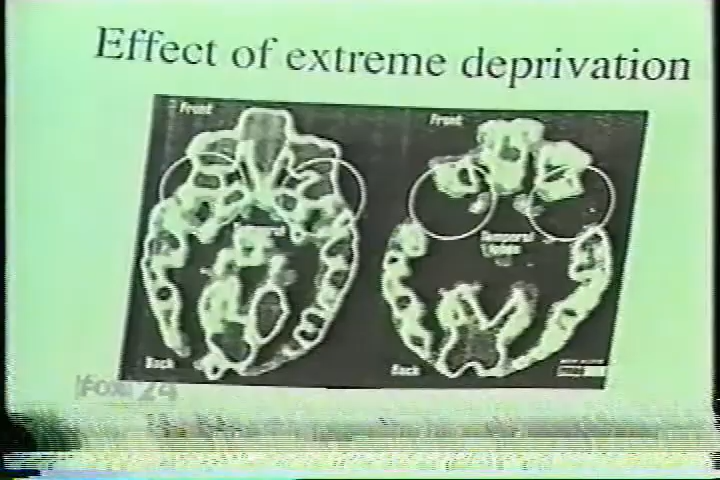 Effect of extreme deprivation
Front
Front
Temporal
Temporal
Lobes
Back
Back
FOX 24